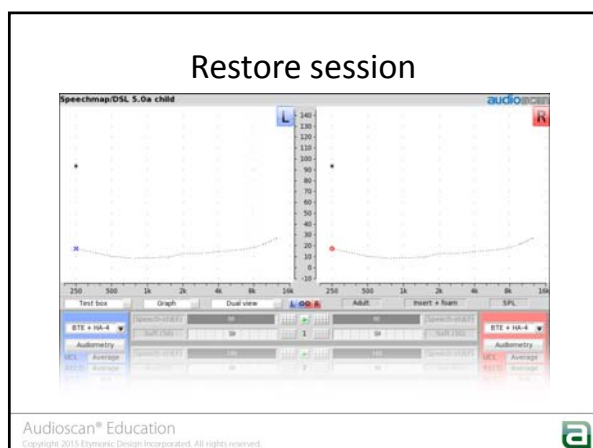 Restore session
Speechmap/DSL 5.0a child
audioscan
L
R
140
130
120
110
100
90
80
70
60
50
40
30
20
10
0
-10
250 500 1k 2k 4k 8k 16k
250 500 1k 2k 4k 8k 16k
Test box Graph Dual view L R Adult Insert + foam SPL
BTE + HA-4
1
BTE + HA-4
Audiometry
Audiometry
UCL Average
UCL Average
Audioscan® Education
Copyright 2015 Etymonic Design Incorporated. All rights reserved.
a